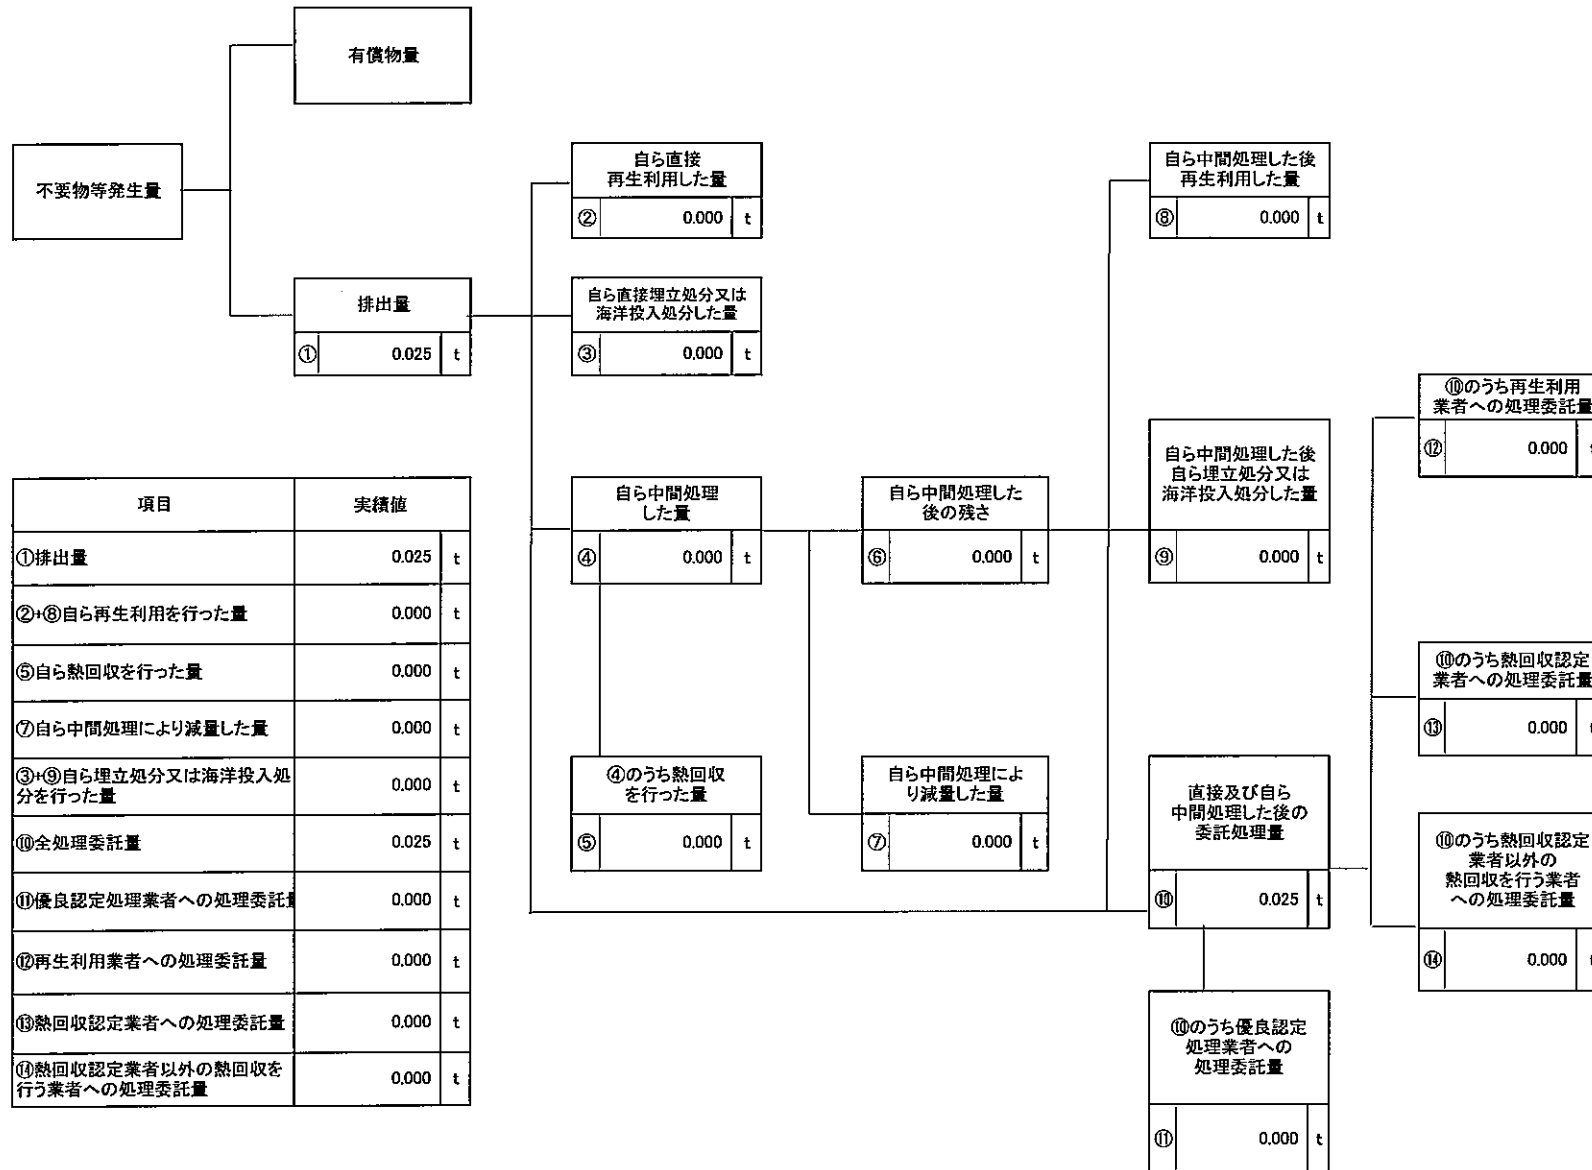 有償物量
不要物等発生量
排出量
① 0.025 t
自ら直接
再生利用した量
② 0.000 t
自ら直接埋立処分又は
海洋投入処分した量
③ 0.000 t
自ら中間処理
した量
④ 0.000 t
④のうち熱回収
を行った量
⑤ 0.000 t
自ら中間処理した
後の残さ
⑥ 0.000 t
自ら中間処理によ
り減量した量
⑦ 0.000 t
自ら中間処理した後
再生利用した量
⑧ 0.000 t
自ら中間処理した後
自ら埋立処分又は
海洋投入処分した量
⑨ 0.000 t
直接及び自ら
中間処理した後の
委託処理量
⑩ 0.025 t
⑩のうち優良認定
処理業者への
処理委託量
⑪ 0.000 t
⑩のうち再生利用
業者への処理委託量
⑫ 0.000
⑩のうち熱回収認定
業者への処理委託量
⑬ 0.000
⑩のうち熱回収認定
業者以外の
熱回収を行う業者
への処理委託量
⑭ 0.000
項目 実績値
①排出量 0.025 t
②+⑧自ら再生利用を行った量 0.000 t
⑤自ら熱回収を行った量 0.000 t
⑦自ら中間処理により減量した量 0.000 t
③+⑨自ら埋立処分又は海洋投入処
分を行った量 0.000 t
⑩全処理委託量 0.025 t
⑪優良認定処理業者への処理委託量 0.000 t
⑫再生利用業者への処理委託量 0.000 t
⑬熱回収認定業者への処理委託量 0.000 t
⑭熱回収認定業者以外の熱回収を
行う業者への処理委託量 0.000 t